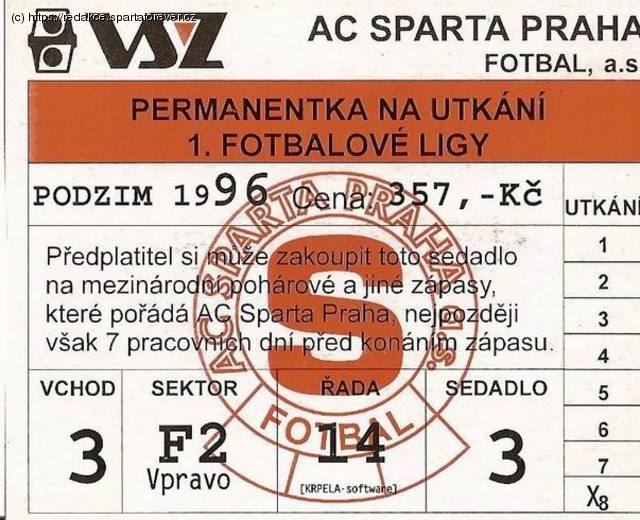 (c) https://redakce.spartaforever.cz
VSŽ
AC SPARTA PRAHA
FOTBAL, a.s
PERMANENTKA NA UTKÁNÍ
1. FOTBALOVÉ LIGY
PODZIM 1996 Cena: 357,-Kč
UTKÁNÍ
Předplatitel si může zakoupit toto sedadlo
na mezinárodní pohárové a jiné zápasy,
které pořádá AC Sparta Praha, nejpozději
však 7 pracovních dní před konáním zápasu.
AC SPARTA PRAHA a.s.
S
FOTBAL
VCHOD SEKTOR ŘADA SEDADLO
3 F2 14 3
Vpravo
[KRPELA-software]
1
2
3
4
5
6
7
X8